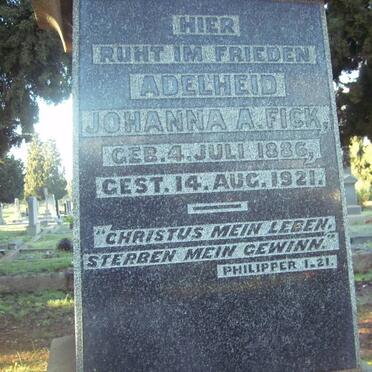 HIER
RUHT IM FRIEDEN
ADELHEID
JOHANNA A. FICK,
GEB. 4. JULI 1886,
GEST. 14. AUG. 1921.
"CHRISTUS MEIN LEBEN,
STERBEN MEIN GEWINN."
PHILIPPER 1.21.